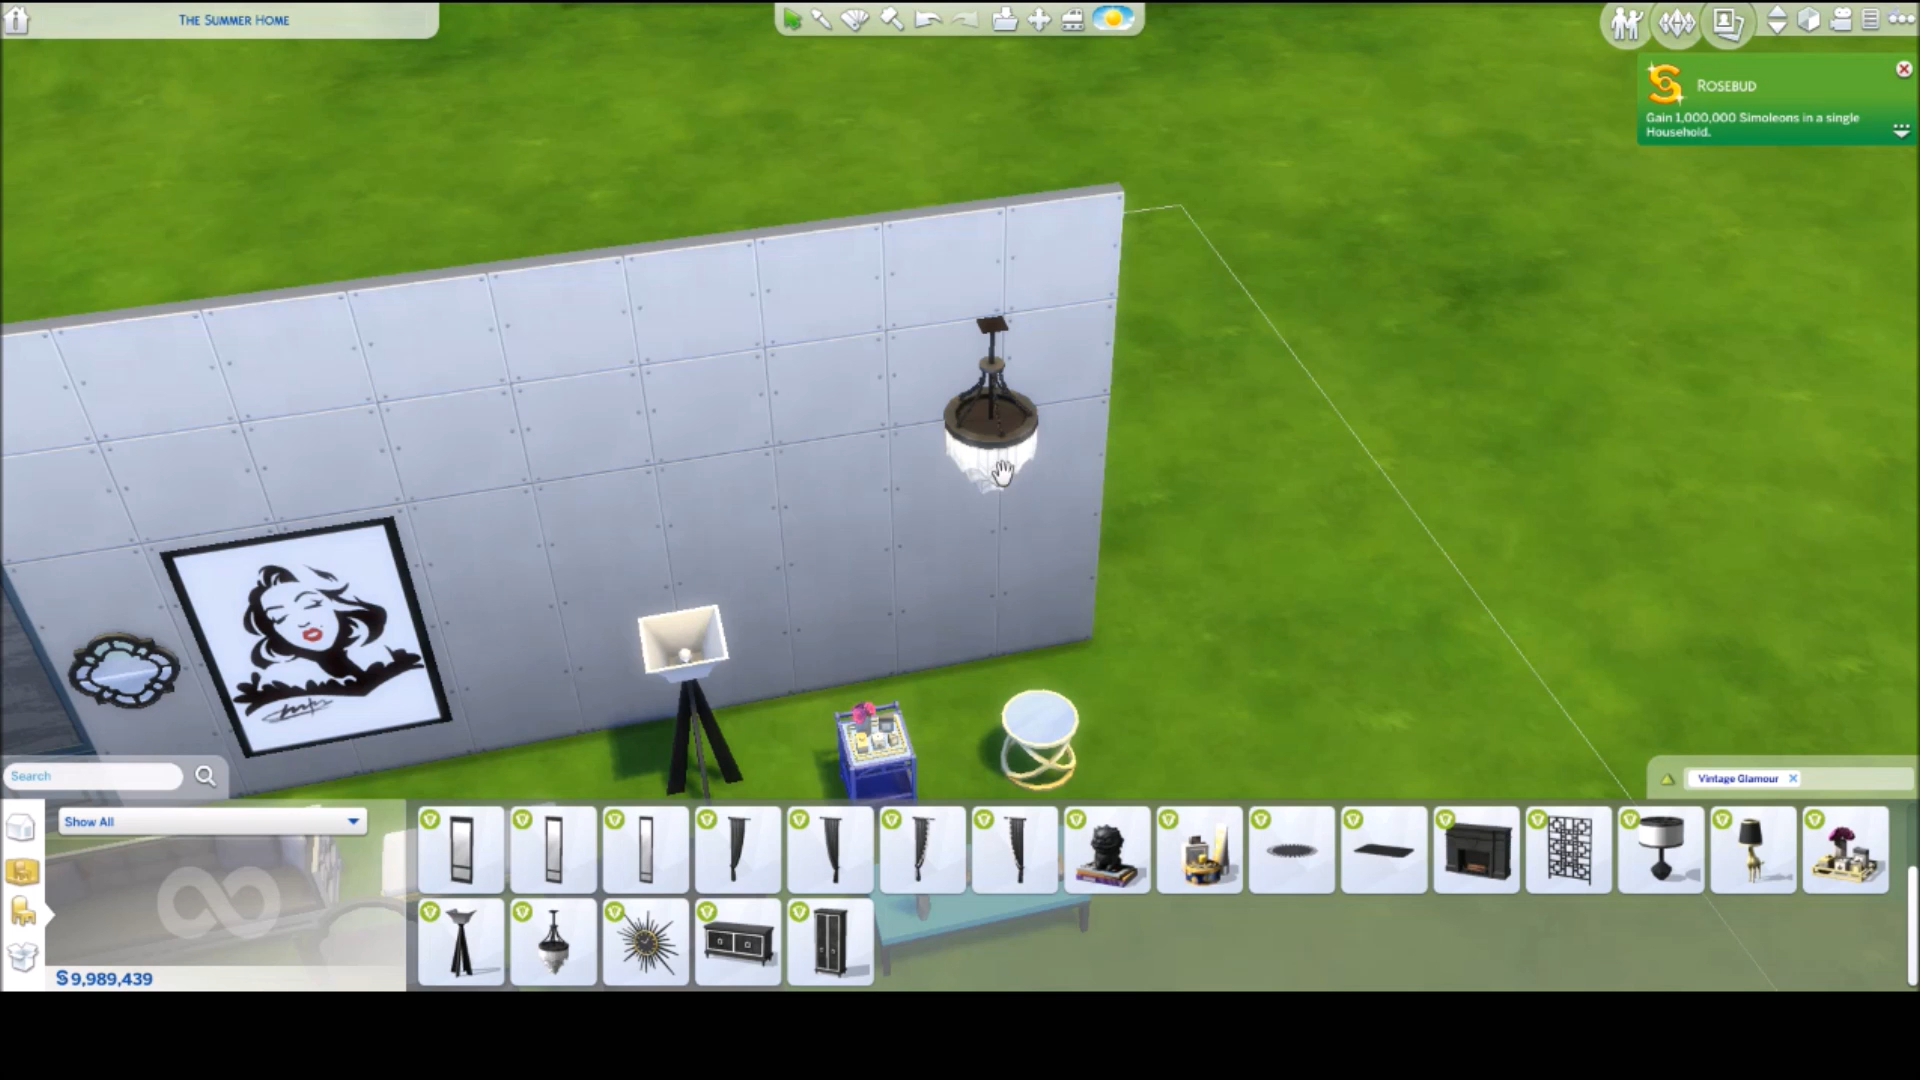 The Summer Home
Rosebud
Gain 1,000,000 Simoleons in a single
Household.
Search
Vintage Glamour
Show All
§9,989,439